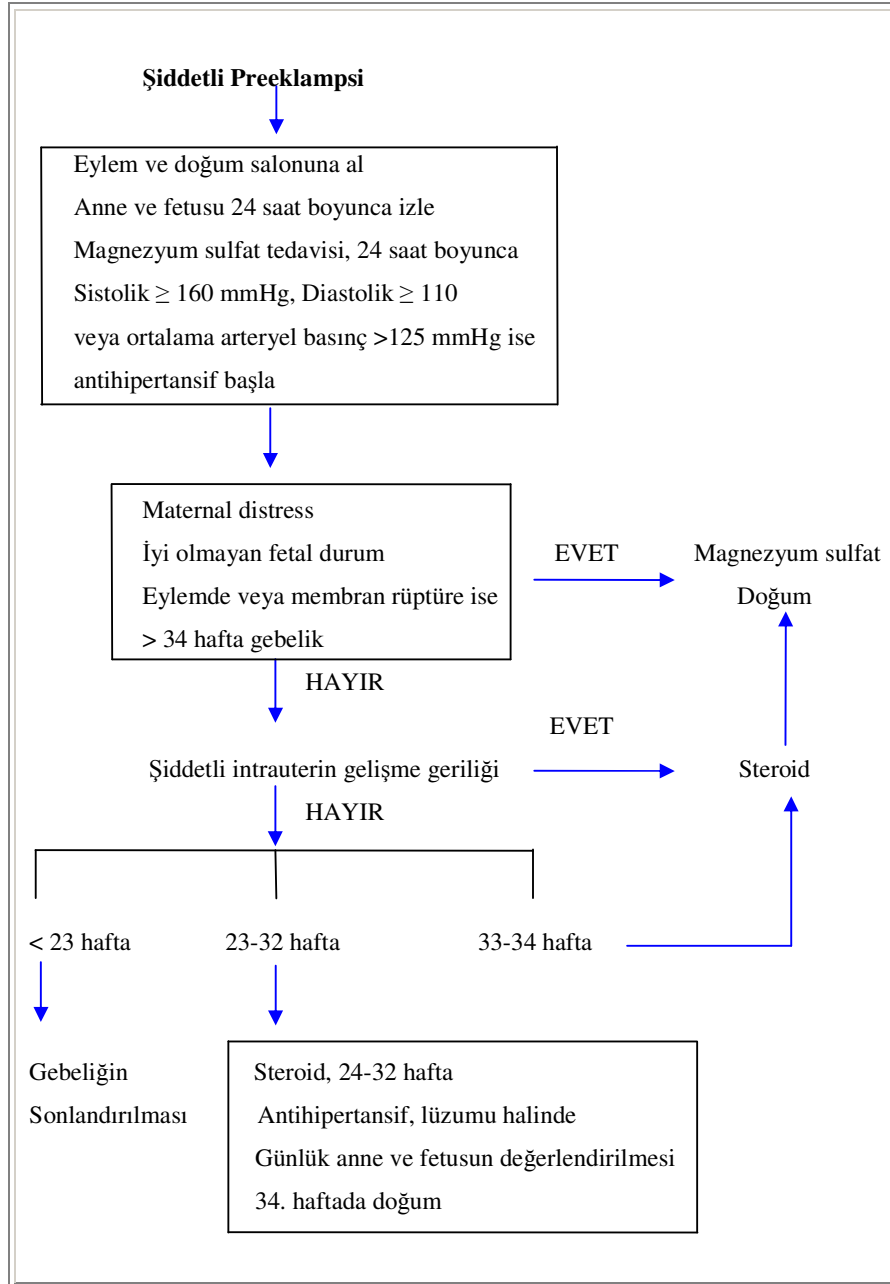 Şiddetli Preeklampsi
Eylem ve doğum salonuna al
Anne ve fetusu 24 saat boyunca izle
Magnezyum sulfat tedavisi, 24 saat boyunca
Sistolik ≥ 160 mmHg, Diastolik ≥ 110
veya ortalama arteryel basınç >125 mmHg ise
antihipertansif başla
Maternal distress
İyi olmayan fetal durum
Eylemde veya membran rüptüre ise
> 34 hafta gebelik
EVET
Magnezyum sulfat
Doğum
HAYIR
EVET
Şiddetli intrauterin gelişme geriliği
Steroid
HAYIR
< 23 hafta
23-32 hafta
33-34 hafta
Gebeliğin
Sonlandırılması
Steroid, 24-32 hafta
Antihipertansif, lüzumu halinde
Günlük anne ve fetusun değerlendirilmesi
34. haftada doğum